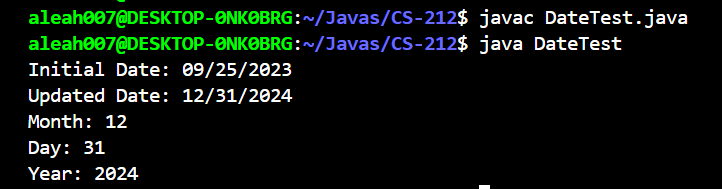 aleah007@DESKTOP-0NK0BRG:~/Javas/CS-212$ javac DateTest.java
aleah007@DESKTOP-0NK0BRG:~/Javas/CS-212$ java DateTest
Initial Date: 09/25/2023
Updated Date: 12/31/2024
Month: 12
Day: 31
Year: 2024